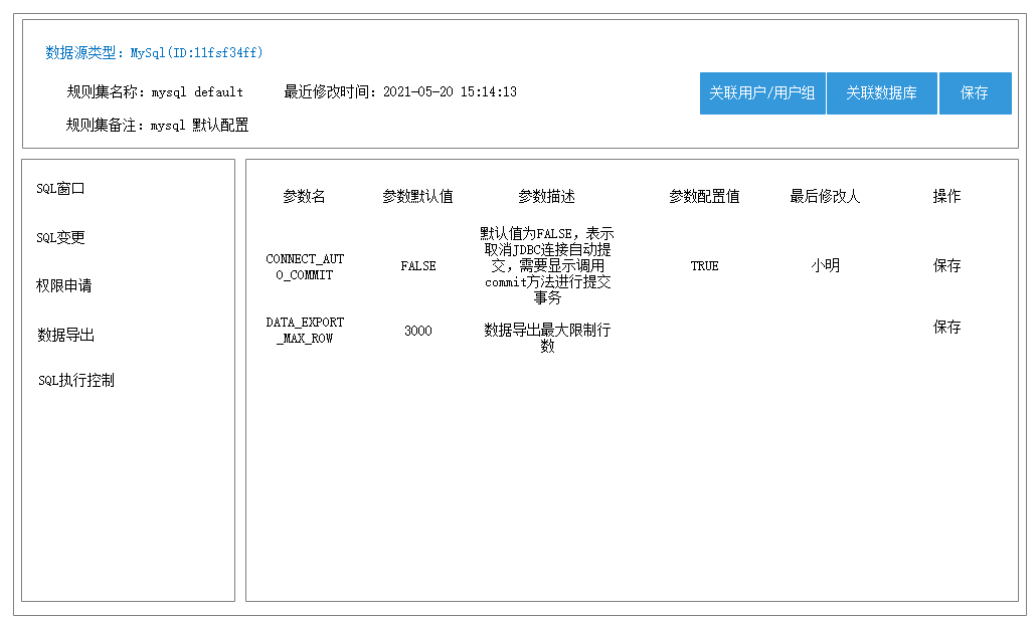 数据源类型：MySql(ID:11fsf34ff)
规则集名称：mysql default 最近修改时间：2021-05-20 15:14:13
规则集备注：mysql 默认配置
关联用户/用户组 关联数据库 保存
SQL窗口
SQL变更
权限申请
数据导出
SQL执行控制
参数名 参数默认值 参数描述 参数配置值 最后修改人 操作
CONNECT_AUT
O_COMMIT
FALSE
默认值为FALSE，表示
取消JDBC连接自动提
交，需要显示调用
commit方法进行提交
事务
TRUE
小明
保存
DATA_EXPORT
_MAX_ROW
3000
数据导出最大限制行
数
保存